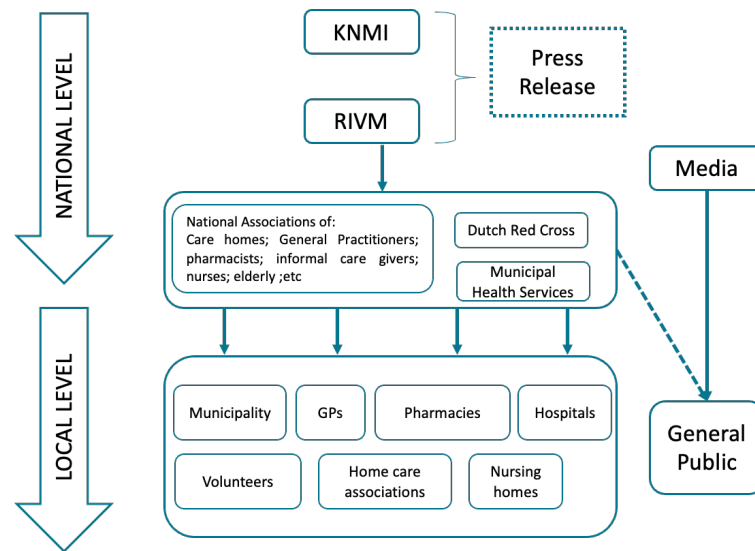 NATIONAL LEVEL
KNMI
RIVM
Press
Release
Media
National Associations of:
Care homes; General Practitioners;
pharmacists; informal care givers;
nurses; elderly ;etc
Dutch Red Cross
Municipal
Health Services
LOCAL LEVEL
Municipality
GPs
Pharmacies
Hospitals
Volunteers
Home care
associations
Nursing
homes
General
Public